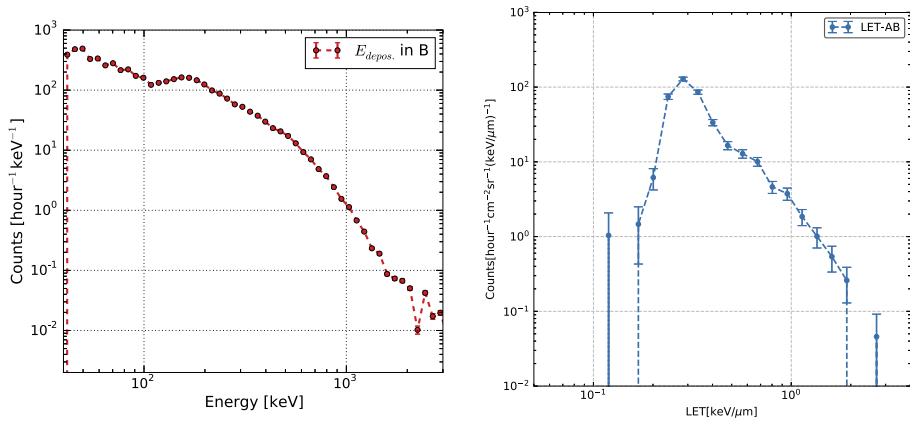 10³
10²
10¹
10⁰
10⁻¹
10⁻²
Counts [hour⁻¹ keV⁻¹]
E_depos. in B
10² 10³
Energy [keV]
10³
10²
10¹
10⁰
10⁻¹
10⁻²
Counts[hour⁻¹cm⁻²sr⁻¹(keV/μm)⁻¹]
LET-AB
10⁻¹ 10⁰
LET[keV/μm]